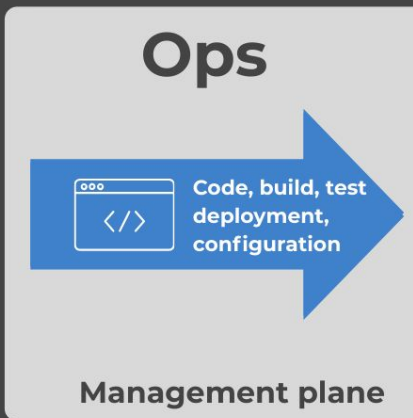 Ops
</>
Code, build, test
deployment,
configuration
Management plane